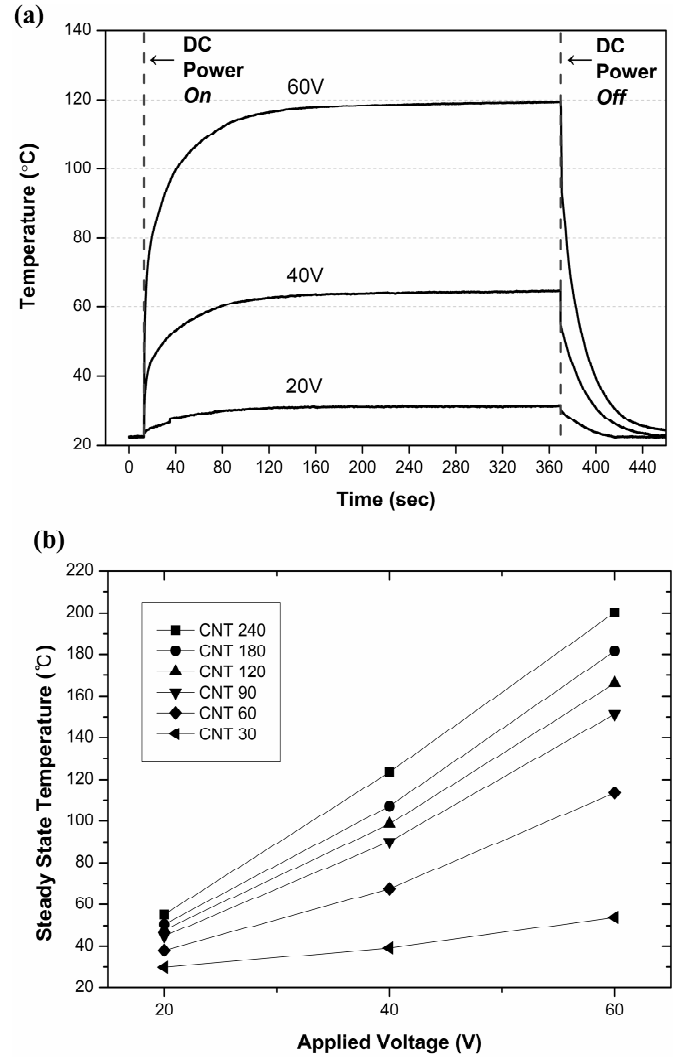 (a)
140
120
100
80
60
40
20
Temperature (°C)
DC
Power
On
←
DC
Power
Off
←
60V
40V
20V
0 40 80 120 160 200 240 280 320 360 400 440
Time (sec)
(b)
220
200
180
160
140
120
100
80
60
40
20
Steady State Temperature (℃)
CNT 240
CNT 180
CNT 120
CNT 90
CNT 60
CNT 30
20 40 60
Applied Voltage (V)